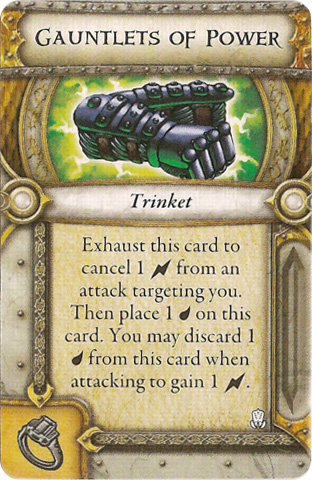 GAUNTLETS OF POWER
Trinket
Exhaust this card to
cancel 1 from an
attack targeting you.
Then place 1 on this
card. You may discard 1
from this card when
attacking to gain 1 .